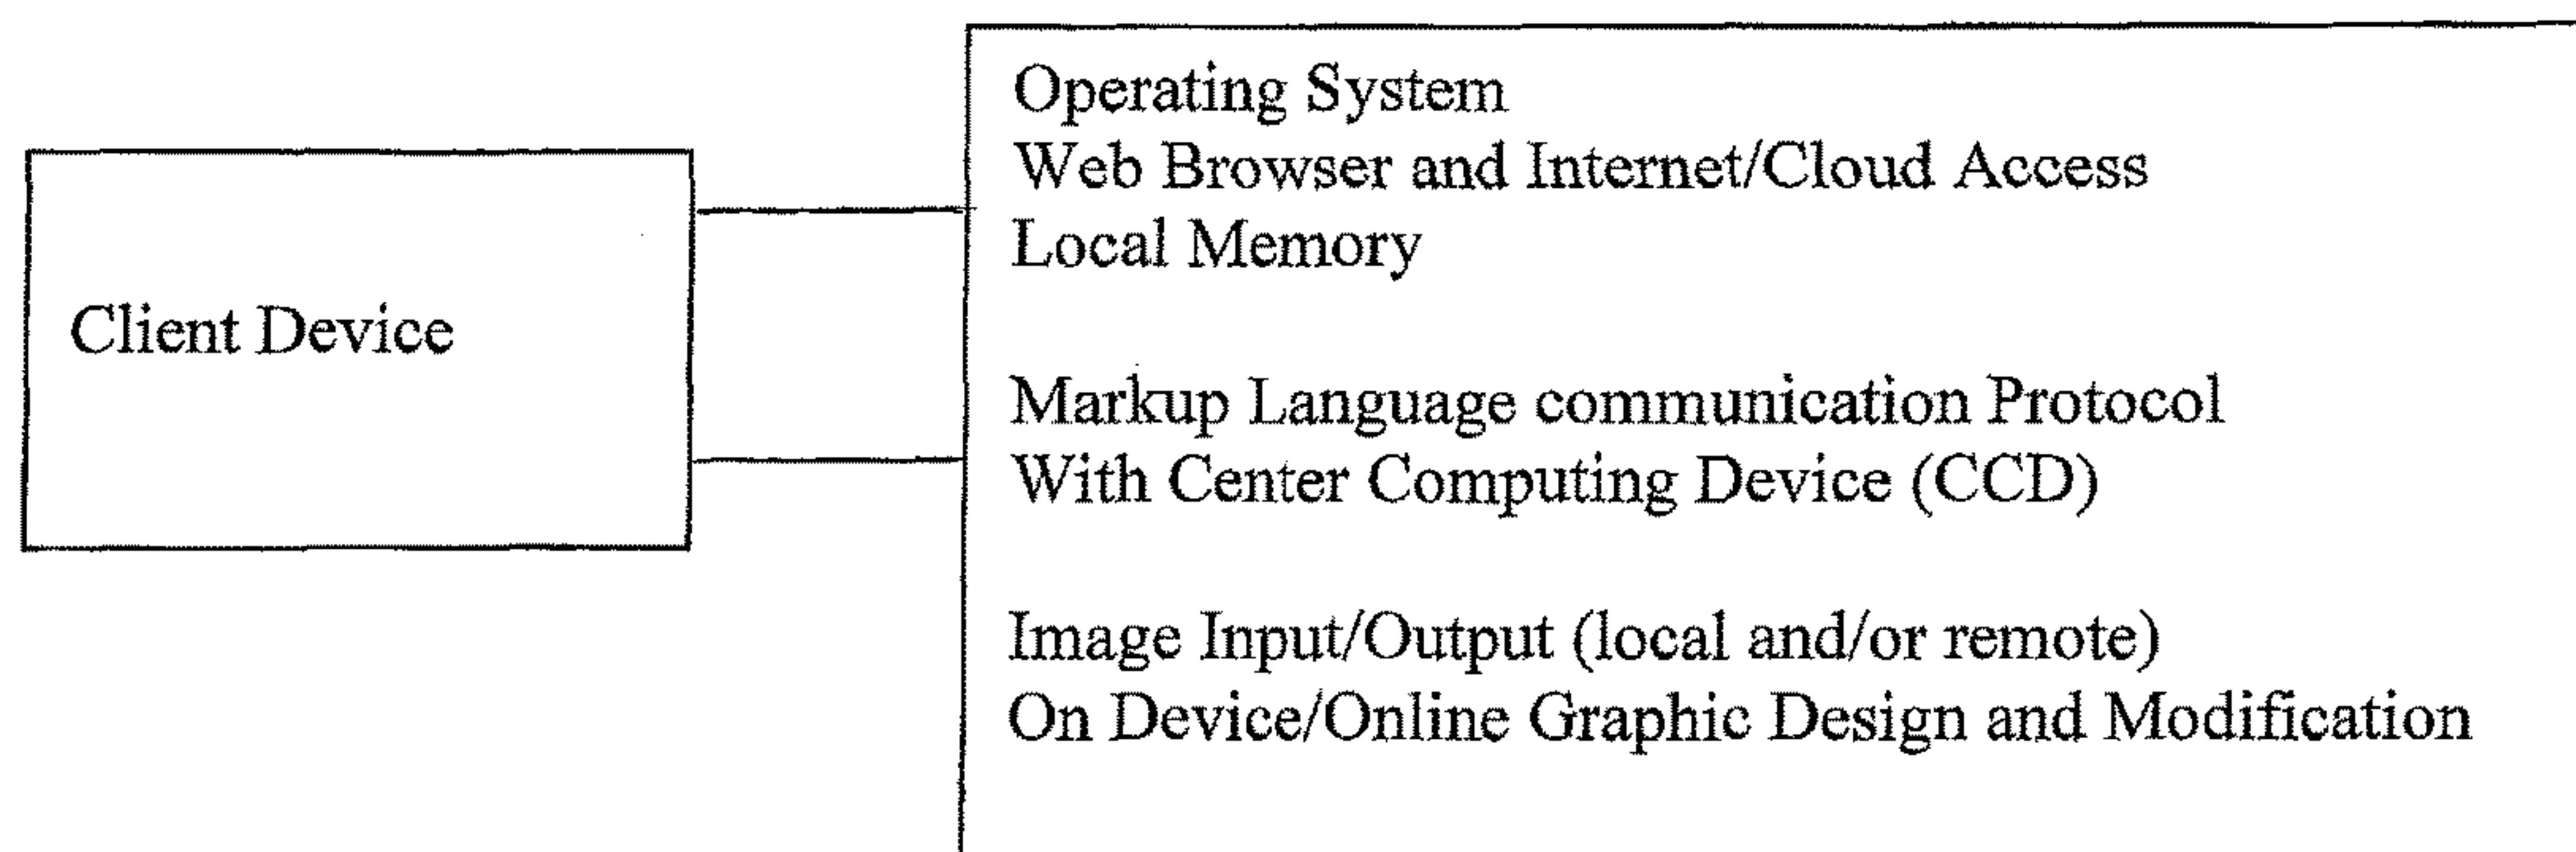 Client Device
Operating System
Web Browser and Internet/Cloud Access
Local Memory
Markup Language communication Protocol
With Center Computing Device (CCD)
Image Input/Output (local and/or remote)
On Device/Online Graphic Design and Modification